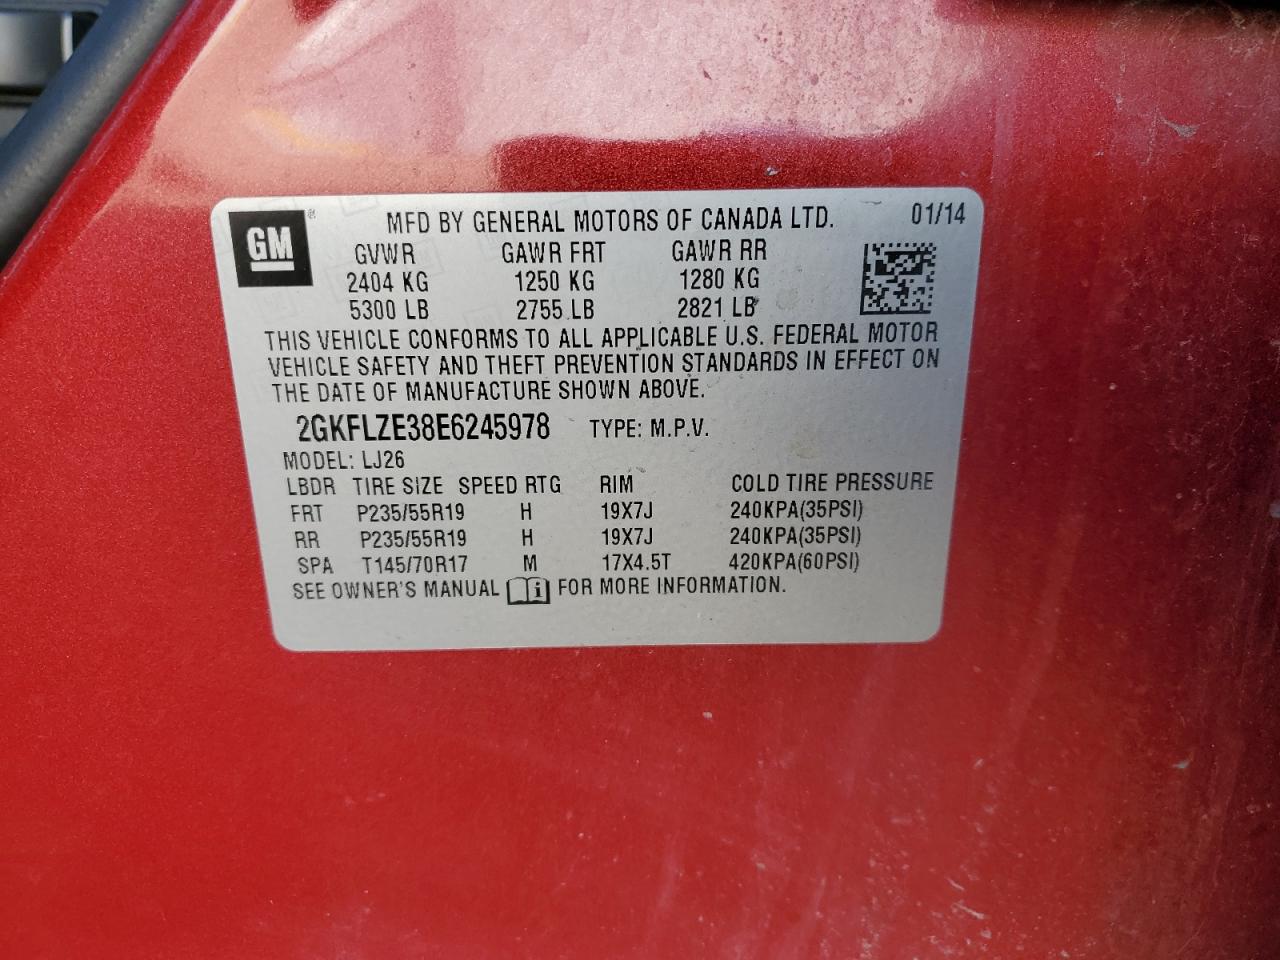 GM ® MFD BY GENERAL MOTORS OF CANADA LTD. 01/14
GVWR GAWR FRT GAWR RR
2404 KG 1250 KG 1280 KG
5300 LB 2755 LB 2821 LB
THIS VEHICLE CONFORMS TO ALL APPLICABLE U.S. FEDERAL MOTOR
VEHICLE SAFETY AND THEFT PREVENTION STANDARDS IN EFFECT ON
THE DATE OF MANUFACTURE SHOWN ABOVE.
2GKFLZE38E6245978 TYPE: M.P.V.
MODEL: LJ26
LBDR TIRE SIZE SPEED RTG RIM COLD TIRE PRESSURE
FRT P235/55R19 H 19X7J 240KPA(35PSI)
RR P235/55R19 H 19X7J 240KPA(35PSI)
SPA T145/70R17 M 17X4.5T 420KPA(60PSI)
SEE OWNER'S MANUAL i FOR MORE INFORMATION.